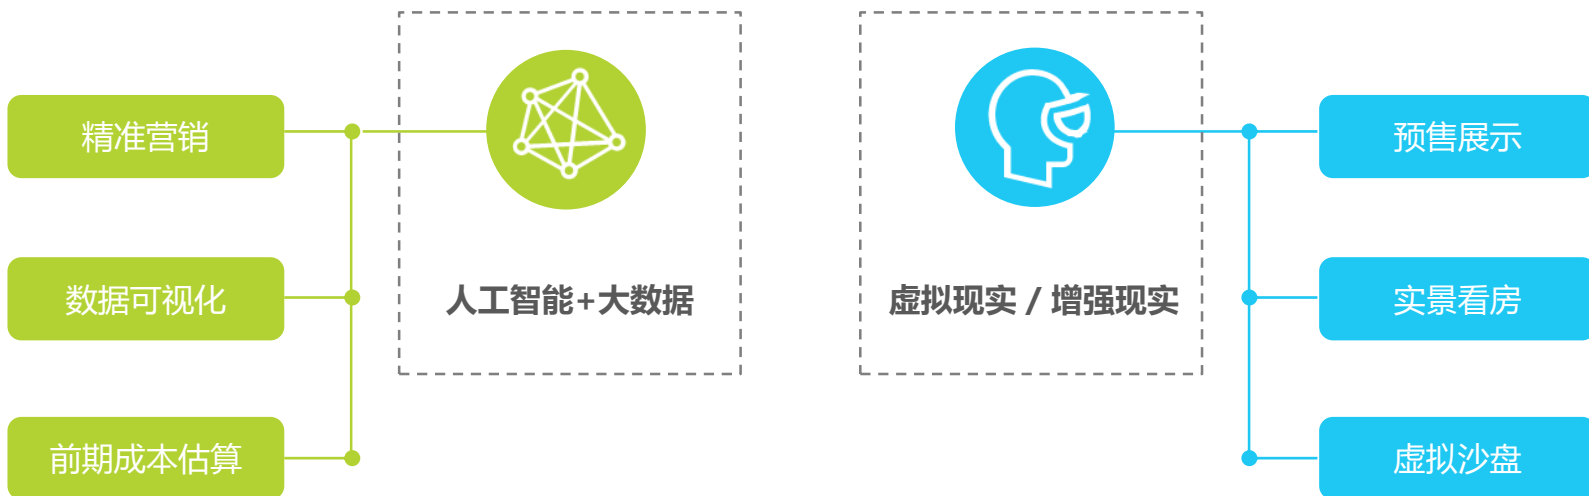 精准营销
数据可视化
前期成本估算
人工智能+大数据
虚拟现实 / 增强现实
预售展示
实景看房
虚拟沙盘